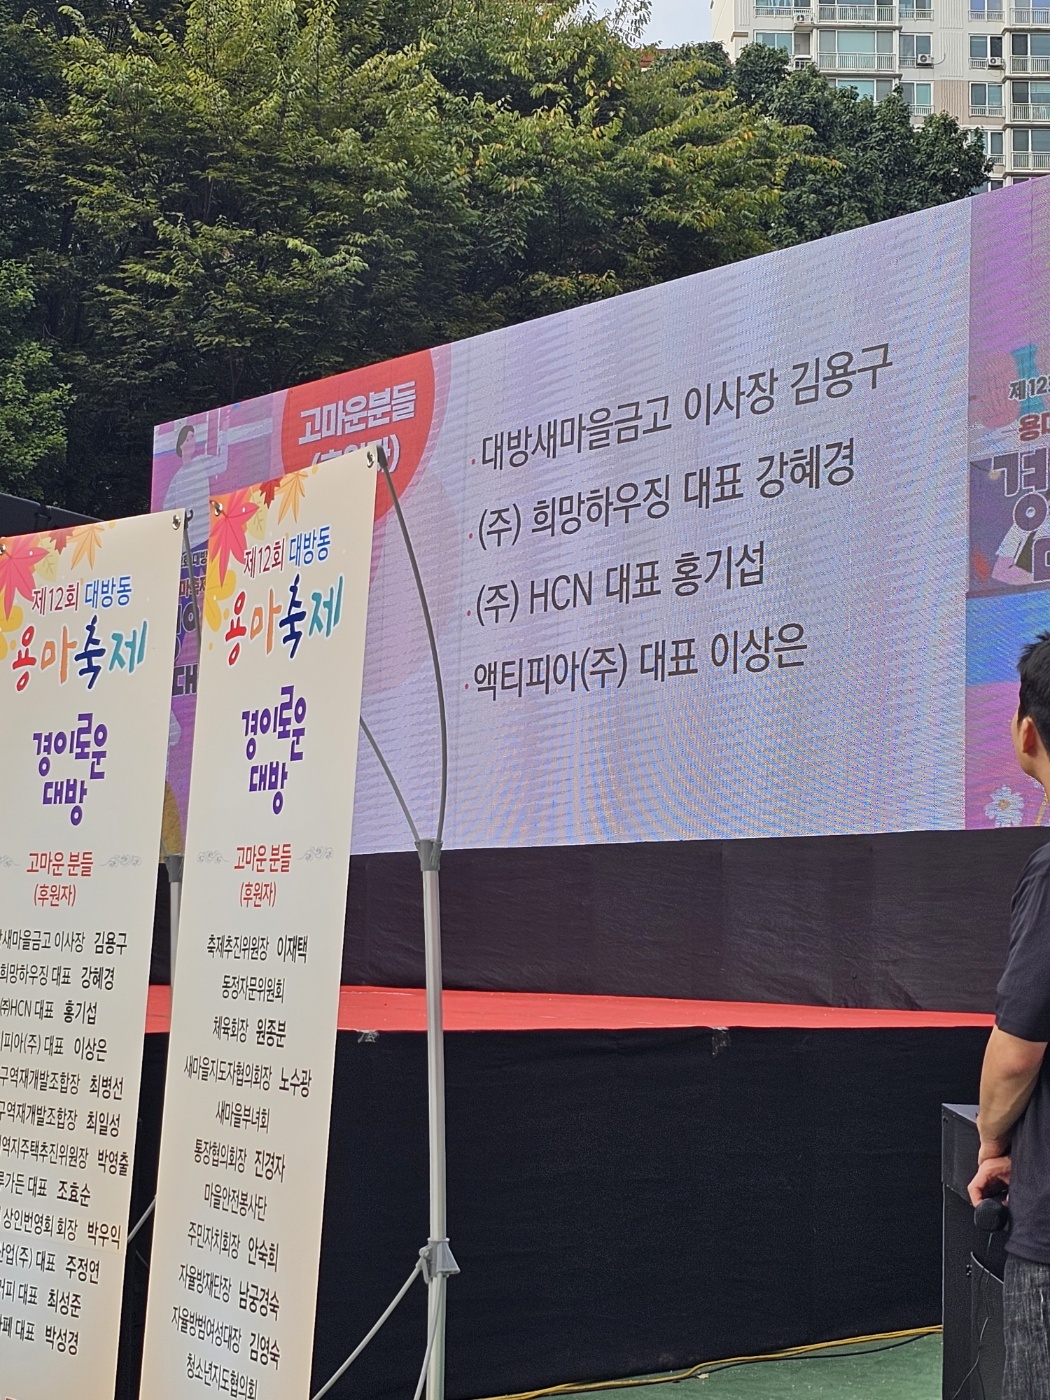 고마운분들
·대방새마을금고 이사장 김용구
·(주) 희망하우징 대표 강혜경
·(주) HCN 대표 홍기섭
·액티피아(주) 대표 이상은
제12회 대방동
용마축제
경이로운
대방
고마운 분들
(후원자)
새마을금고 이사장 김용구
희망하우징 대표 강혜경
㈜HCN 대표 홍기섭
피아(주) 대표 이상은
구역재개발조합장 최병선
구역재개발조합장 최일성
역지주택추진위원장 박영출
가든 대표 조효순
상인번영회 회장 박우익
산업(주) 대표 주정연
커피 대표 최성준
카페 대표 박성경
제12회 대방동
용마축제
경이로운
대방
고마운 분들
(후원자)
축제추진위원장 이재택
동정자문위원회
체육회장 원종분
새마을지도자협의회장 노수광
새마을부녀회
통장협의회장 진경자
마을안전봉사단
주민자치회장 안숙희
자율방재단장 남궁경숙
자율방범여성대장 김영숙
청소년지도협의회
제12